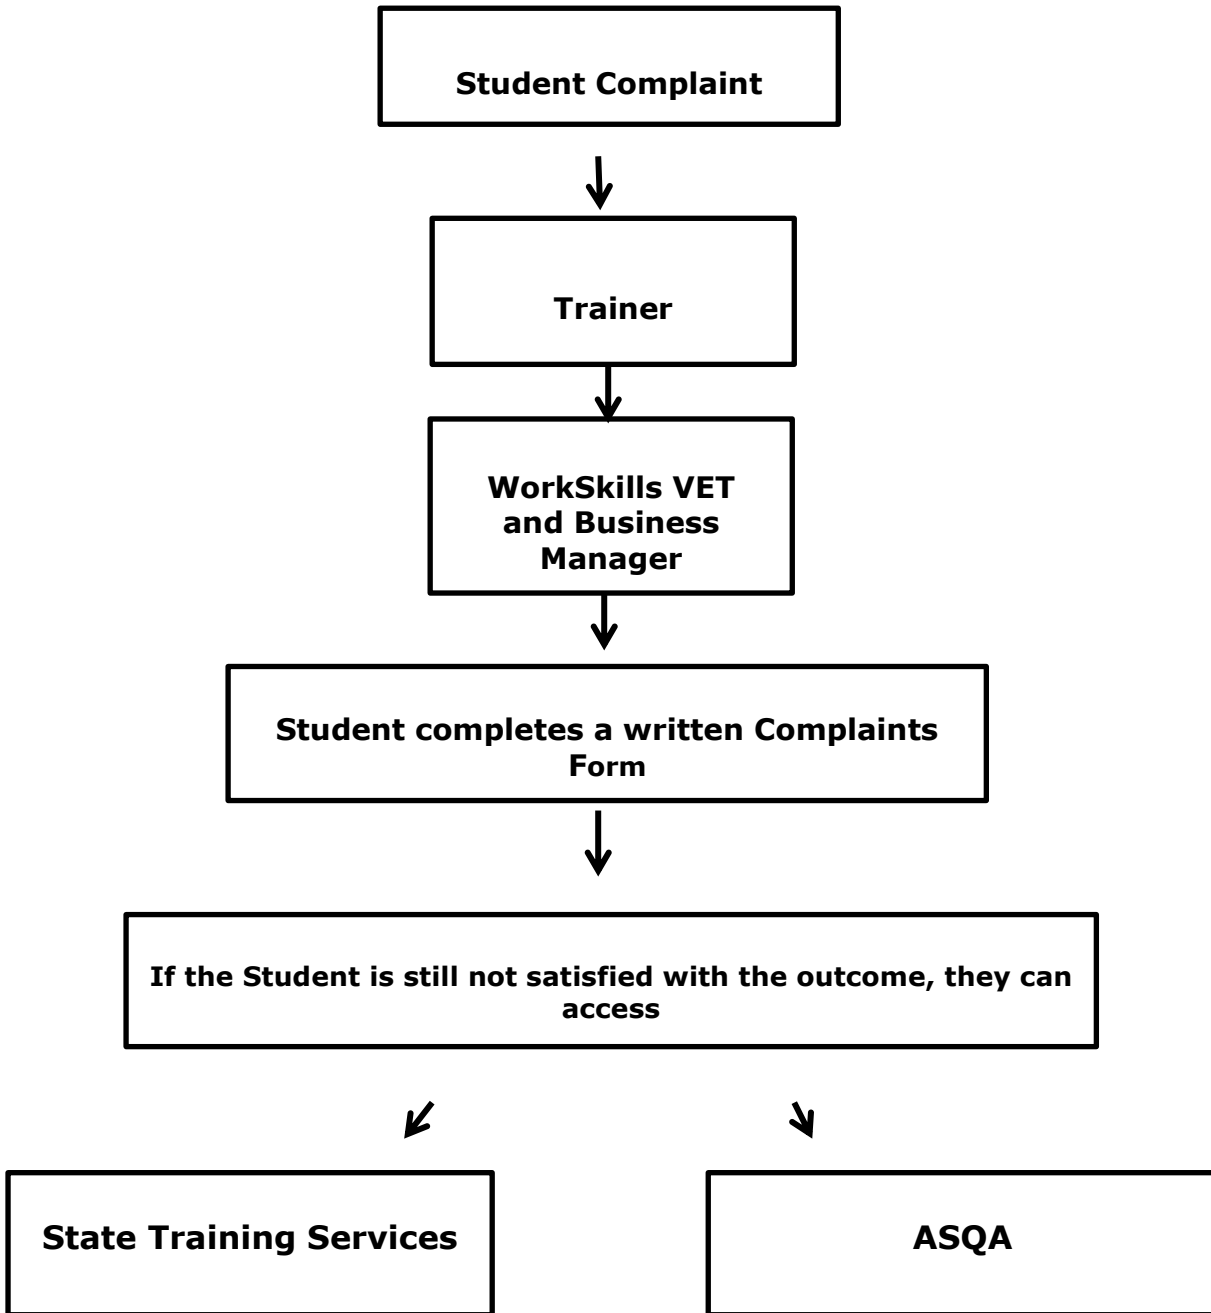 Student Complaint
Trainer
WorkSkills VET
and Business
Manager
Student completes a written Complaints
Form
If the Student is still not satisfied with the outcome, they can
access
State Training Services
ASQA